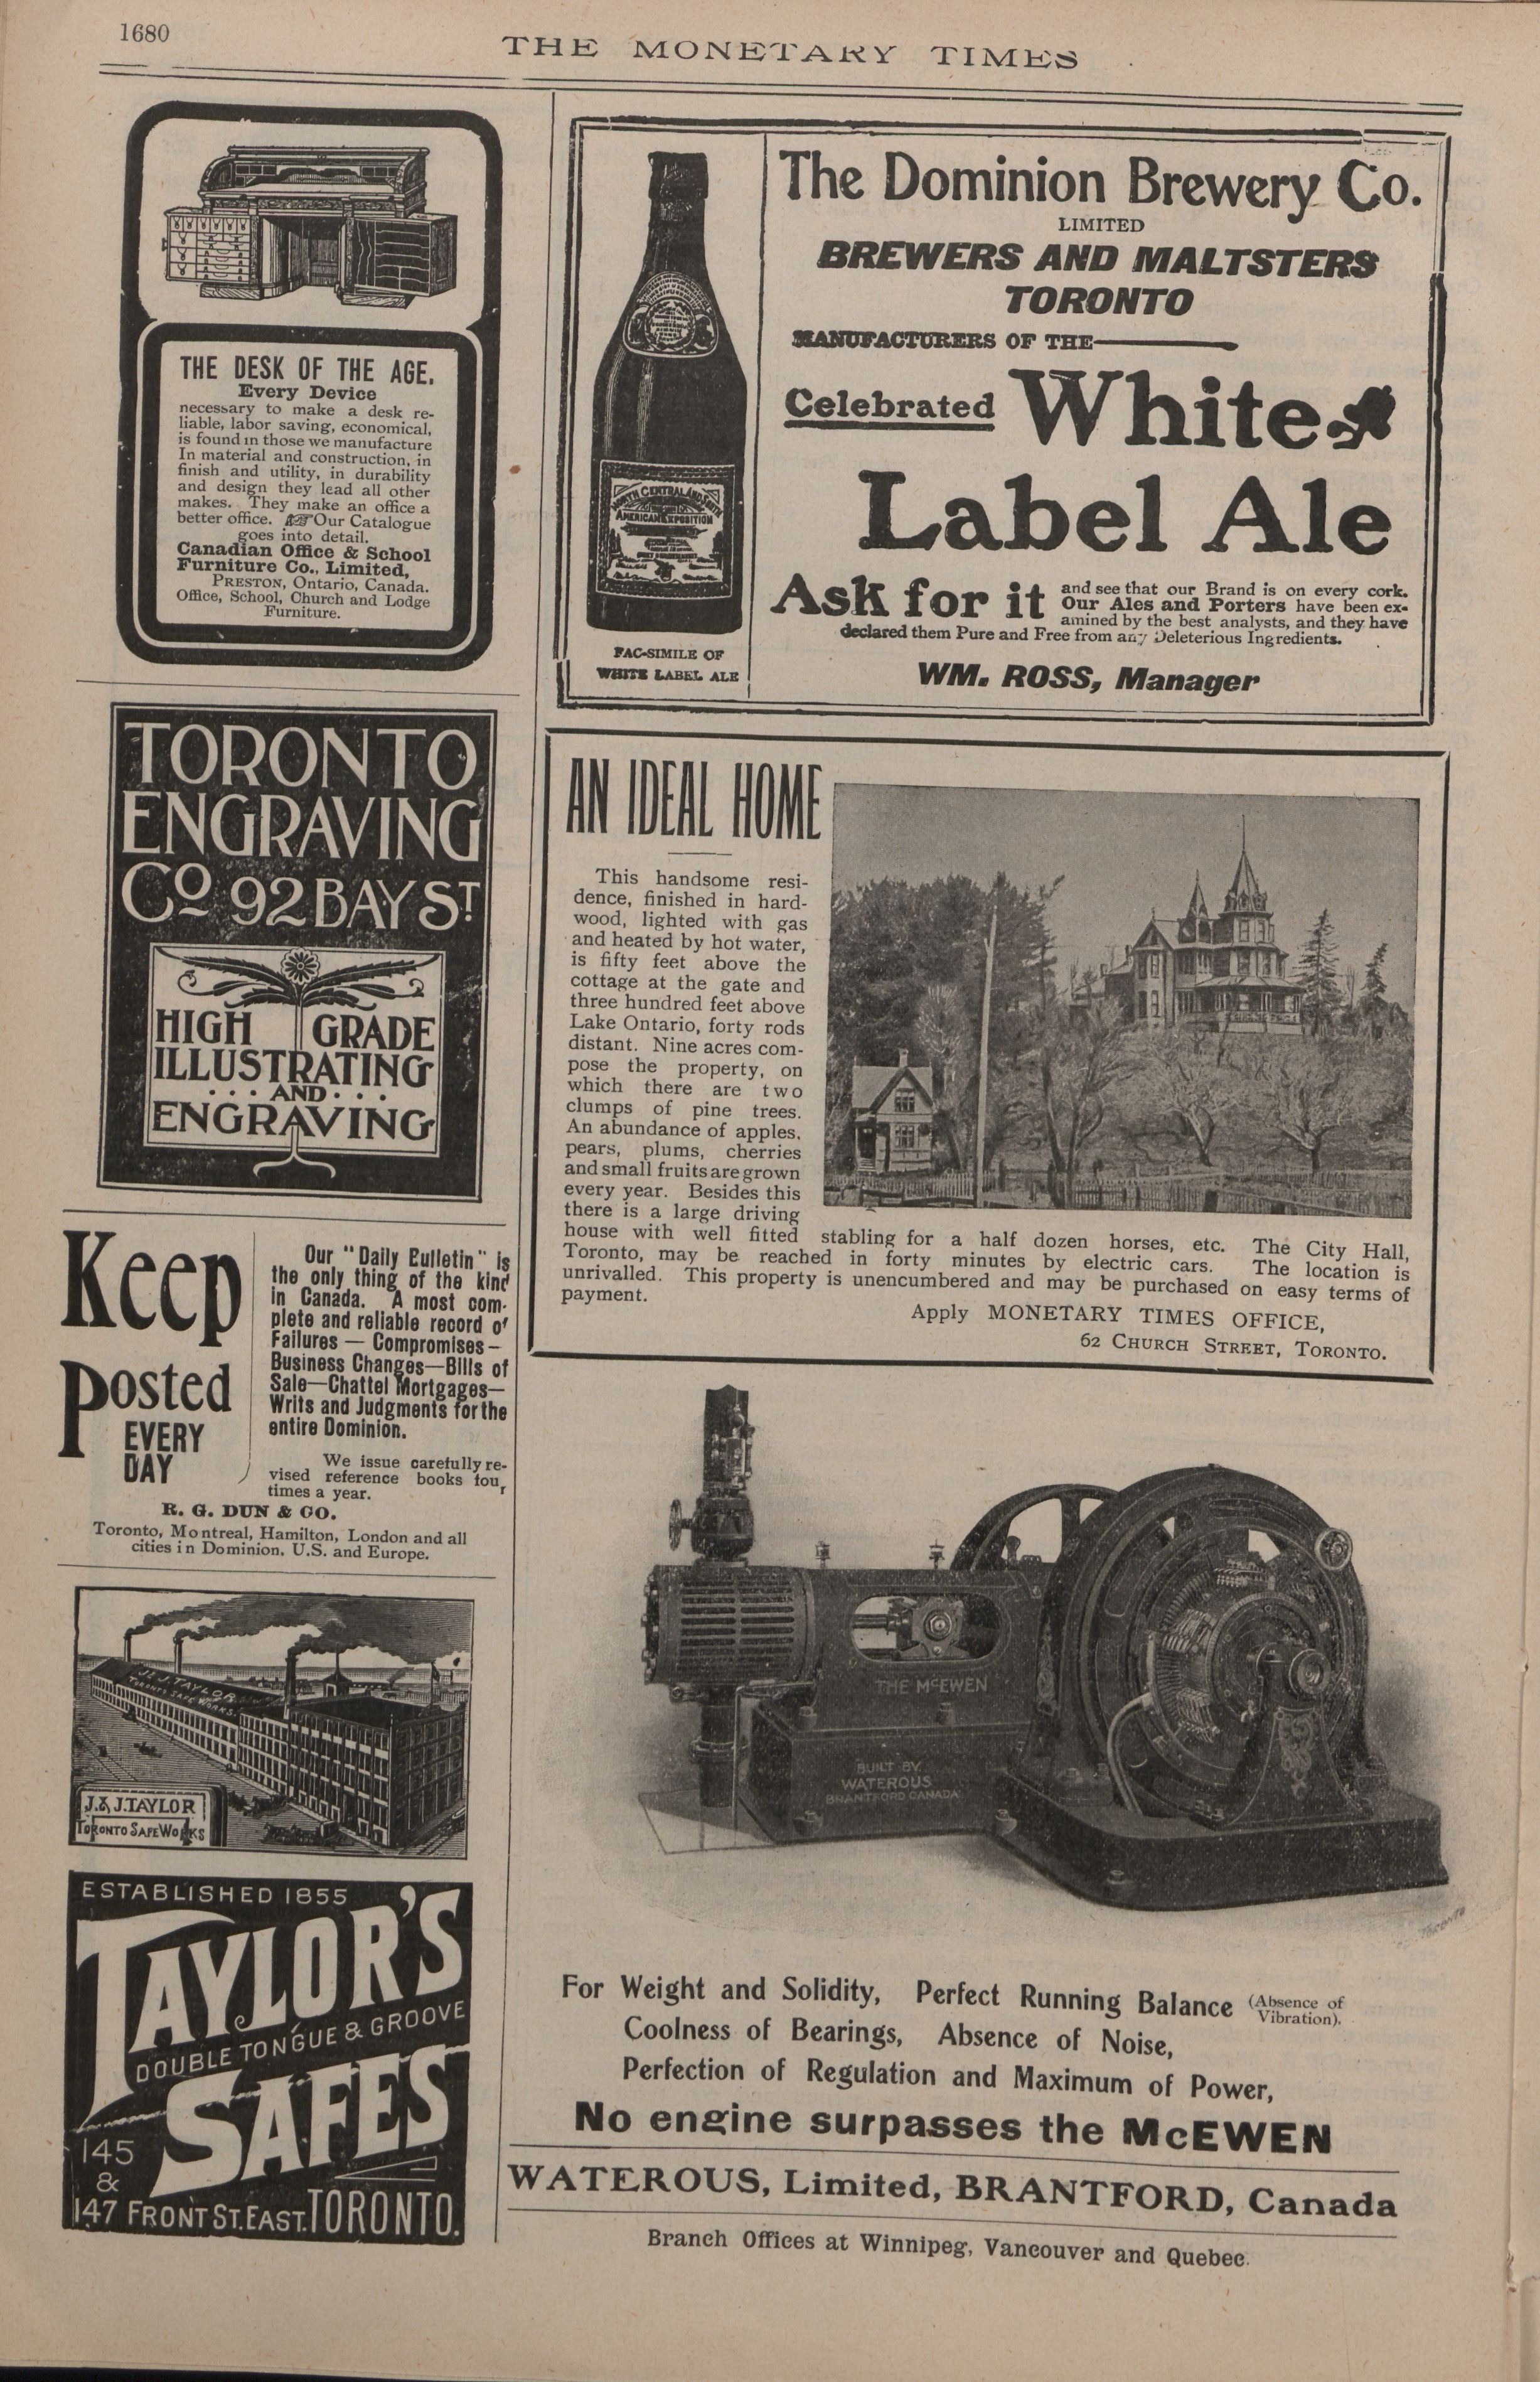 1680
THE MONETARY TIMES
THE DESK OF THE AGE.
Every Device
necessary to make a desk re-
liable, labor saving, economical,
is found in those we manufacture
In material and construction, in
finish and utility, in durability
and design they lead all other
makes. They make an office a
better office. Our Catalogue
goes into detail.
Canadian Office & School
Furniture Co., Limited,
PRESTON, Ontario, Canada.
Office, School, Church and Lodge
Furniture.
TORONTO
ENGRAVING
Co 92 BAY ST.
HIGH GRADE
ILLUSTRATING
... AND ...
ENGRAVING
Keep
Posted
EVERY
DAY
Our "Daily Bulletin" is
the only thing of the kind
in Canada. A most com-
plete and reliable record of
Failures — Compromises —
Business Changes—Bills of
Sale—Chattel Mortgages—
Writs and Judgments for the
entire Dominion.
We issue carefully re-
vised reference books four
times a year.
R. G. DUN & CO.
Toronto, Montreal, Hamilton, London and all
cities in Dominion, U.S. and Europe.
J. & J. TAYLOR
TORONTO SAFE WORKS.
J. & J. TAYLOR
TORONTO SAFE WORKS
ESTABLISHED 1855
TAYLOR'S
DOUBLE TONGUE & GROOVE
SAFES
145
&
147 FRONT ST. EAST. TORONTO.
NORTH CENTRAL AND SOUTH
AMERICAN EXPOSITION
FAC-SIMILE OF
WHITE LABEL ALE
The Dominion Brewery Co.
LIMITED
BREWERS AND MALTSTERS
TORONTO
MANUFACTURERS OF THE
Celebrated White
Label Ale
Ask for it and see that our Brand is on every cork.
Our Ales and Porters have been ex-
amined by the best analysts, and they have
declared them Pure and Free from any Deleterious Ingredients.
WM. ROSS, Manager
AN IDEAL HOME
This handsome resi-
dence, finished in hard-
wood, lighted with gas
and heated by hot water,
is fifty feet above the
cottage at the gate and
three hundred feet above
Lake Ontario, forty rods
distant. Nine acres com-
pose the property, on
which there are two
clumps of pine trees.
An abundance of apples,
pears, plums, cherries
and small fruits are grown
every year. Besides this
there is a large driving
house with well fitted stabling for a half dozen horses, etc. The City Hall,
Toronto, may be reached in forty minutes by electric cars. The location is
unrivalled. This property is unencumbered and may be purchased on easy terms of
payment.
Apply MONETARY TIMES OFFICE,
62 CHURCH STREET, TORONTO.
THE McEWEN
BUILT BY
WATEROUS
BRANTFORD CANADA
TORONTO
For Weight and Solidity, Perfect Running Balance (Absence of
Vibration).
Coolness of Bearings, Absence of Noise,
Perfection of Regulation and Maximum of Power,
No engine surpasses the McEWEN
WATEROUS, Limited, BRANTFORD, Canada
Branch Offices at Winnipeg, Vancouver and Quebec.